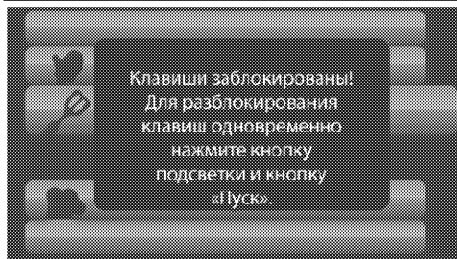 Клавиши заблокированы!
Для разблокирования
клавиш одновременно
нажмите кнопку
подсветки и кнопку
«Пуск».